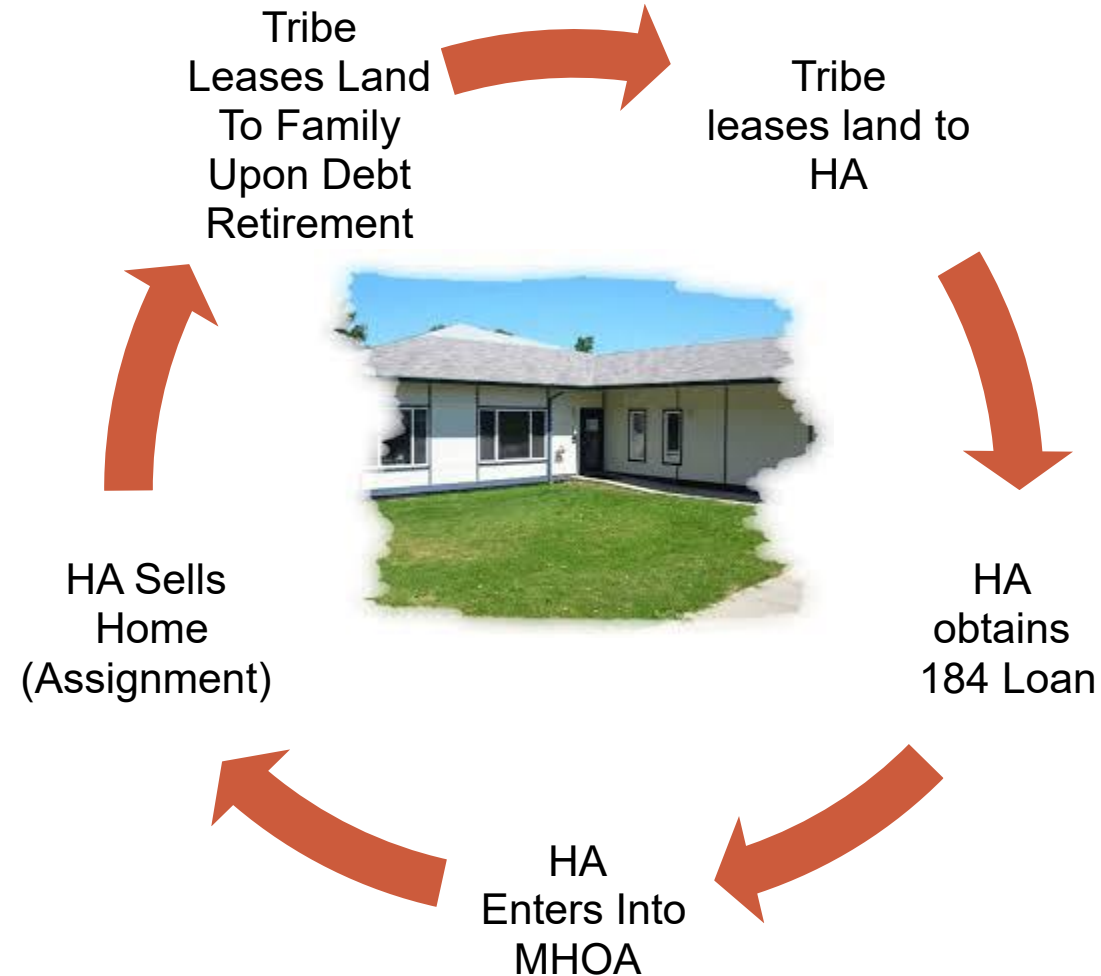 Tribe
Leases Land
To Family
Upon Debt
Retirement
Tribe
leases land to
HA
HA
obtains
184 Loan
HA
Enters Into
MHOA
HA Sells
Home
(Assignment)